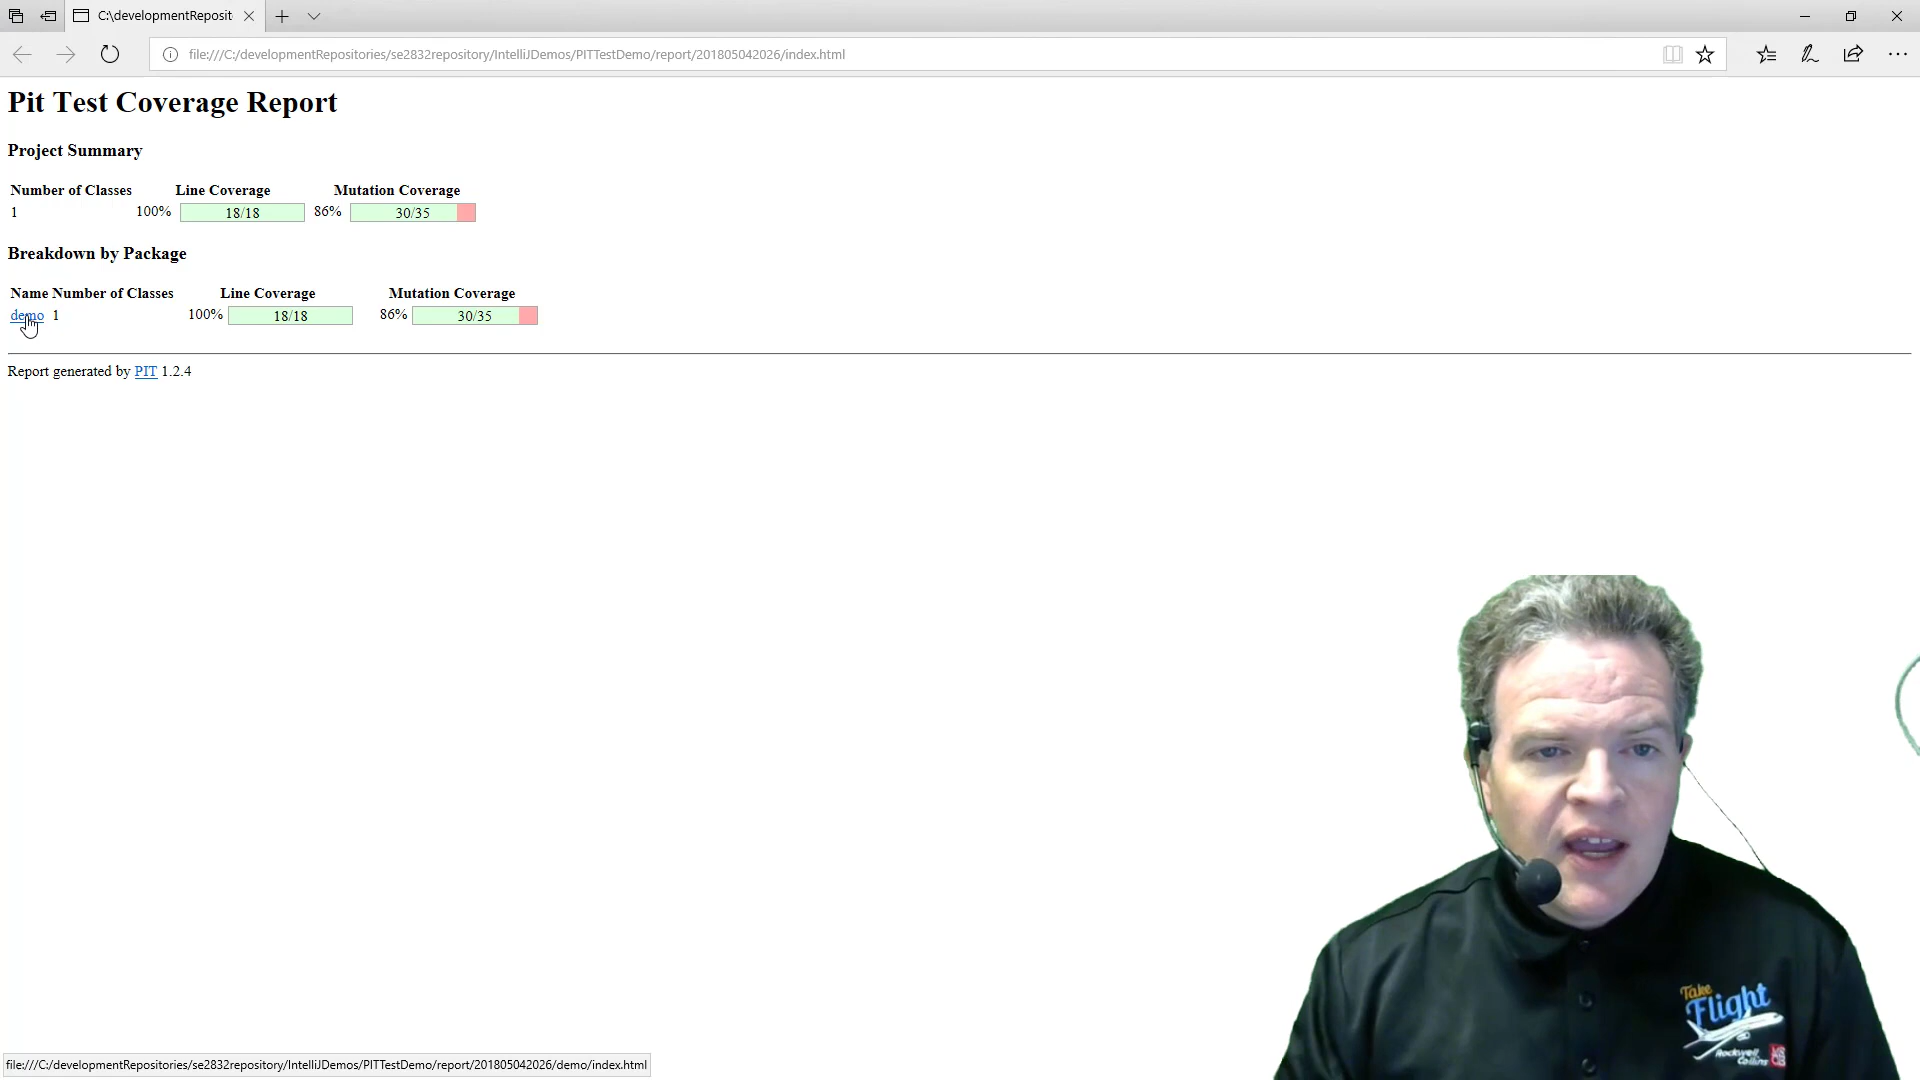 C:\developmentReposit
file:///C:/developmentRepositories/se2832repository/IntelliJDemos/PITTestDemo/report/201805042026/index.html
Pit Test Coverage Report
Project Summary
Number of Classes Line Coverage Mutation Coverage
1 100% 18/18 86% 30/35
Breakdown by Package
Name Number of Classes Line Coverage Mutation Coverage
demo 1 100% 18/18 86% 30/35
Report generated by PIT 1.2.4
Take
Flight
Rockwell
Collins
file:///C:/developmentRepositories/se2832repository/IntelliJDemos/PITTestDemo/report/201805042026/demo/index.html